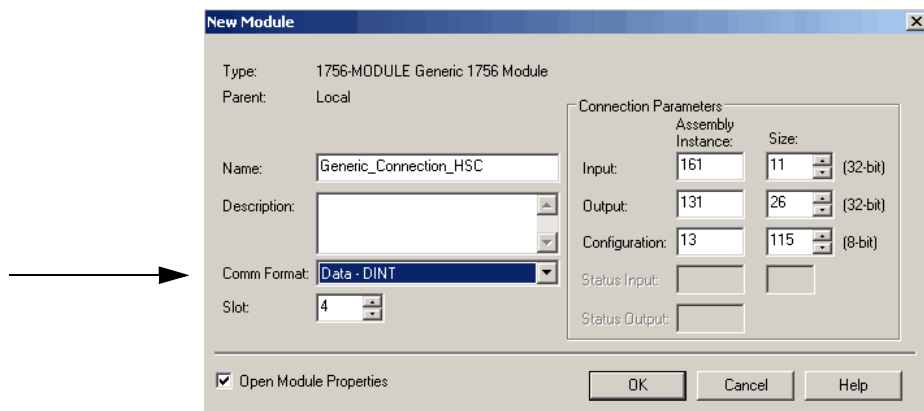 New Module
Type: 1756-MODULE Generic 1756 Module
Parent: Local
Connection Parameters
Assembly Instance: Size:
Name: Generic_Connection_HSC
Input: 161 11 (32-bit)
Description:
Output: 131 26 (32-bit)
Configuration: 13 115 (8-bit)
Comm Format: Data - DINT
Status Input:
Slot: 4
Status Output:
Open Module Properties
OK Cancel Help